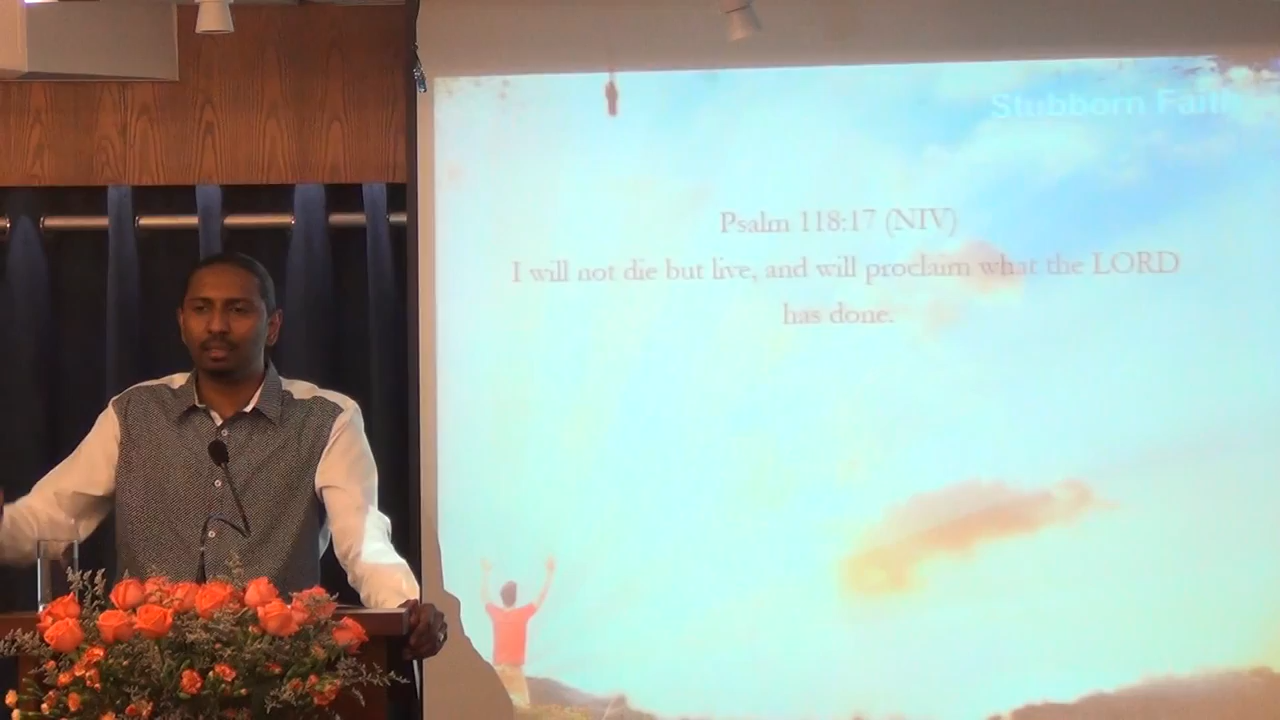 Stubborn Faith
Psalm 118:17 (NIV)
I will not die but live, and will proclaim what the LORD
has done.